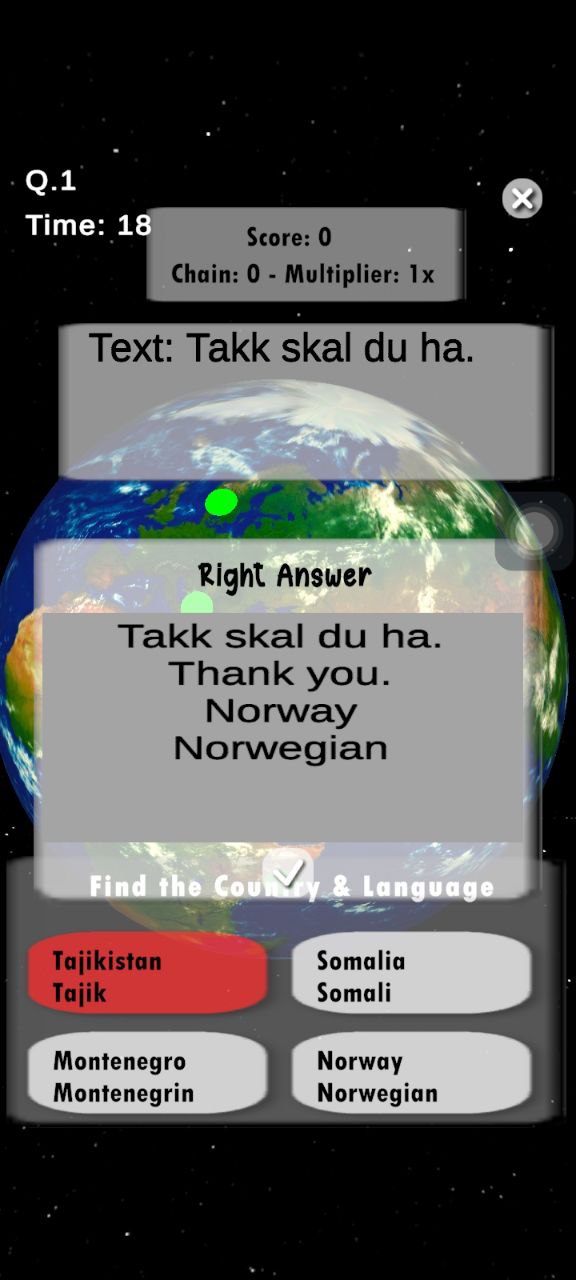 Q.1
Time: 18
Score: 0
Chain: 0 - Multiplier: 1x
Text: Takk skal du ha.
Right Answer
Takk skal du ha.
Thank you.
Norway
Norwegian
Find the Country & Language
Tajikistan
Tajik
Somalia
Somali
Montenegro
Montenegrin
Norway
Norwegian